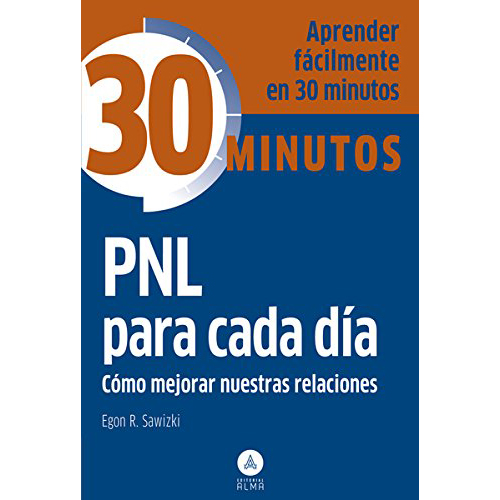 Aprender
fácilmente
en 30 minutos
30 MINUTOS
PNL
para cada día
Cómo mejorar nuestras relaciones
Egon R. Sawizki
EDITORIAL
ALMA